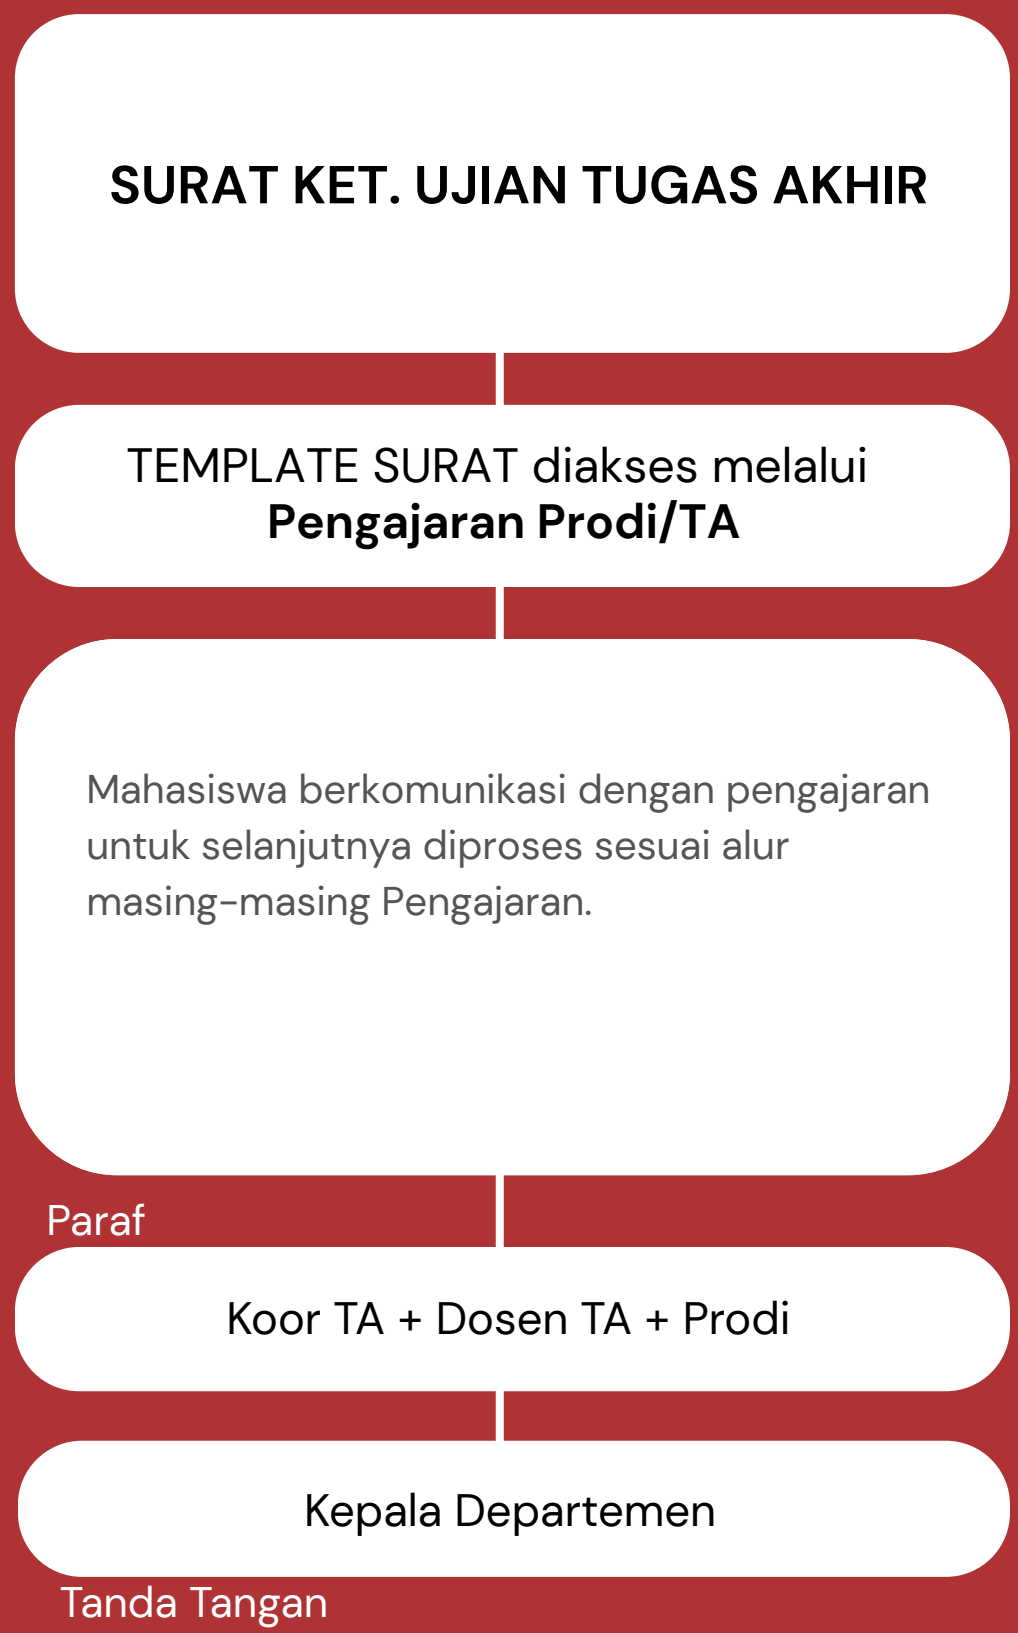 SURAT KET. UJIAN TUGAS AKHIR
TEMPLATE SURAT diakses melalui
Pengajaran Prodi/TA
Mahasiswa berkomunikasi dengan pengajaran
untuk selanjutnya diproses sesuai alur
masing-masing Pengajaran.
Paraf
Koor TA + Dosen TA + Prodi
Kepala Departemen
Tanda Tangan